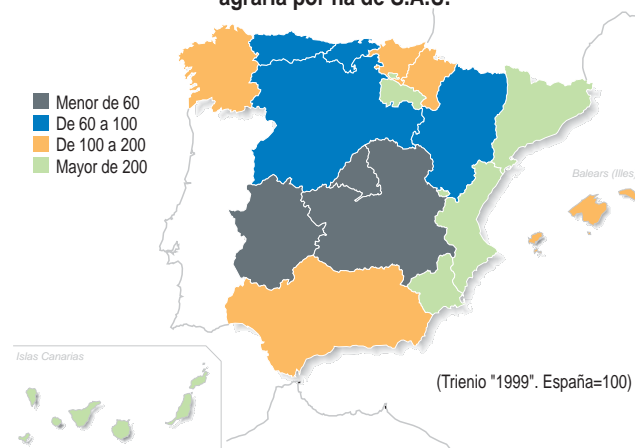 agraria por ha de S.A.U.
Menor de 60
De 60 a 100
De 100 a 200
Mayor de 200
Balears (Illes)
Islas Canarias
(Trienio "1999". España=100)